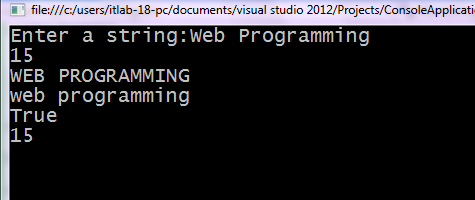 file:///c:/users/itlab-18-pc/documents/visual studio 2012/Projects/ConsoleApplicati
Enter a string:Web Programming
15
WEB PROGRAMMING
web programming
True
15